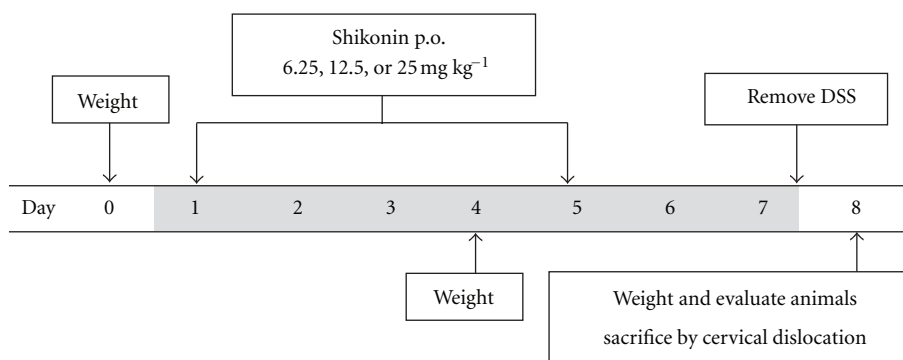 Shikonin p.o.
6.25, 12.5, or 25 mg kg⁻¹
Weight
Remove DSS
Day 0 1 2 3 4 5 6 7 8
Weight
Weight and evaluate animals
sacrifice by cervical dislocation